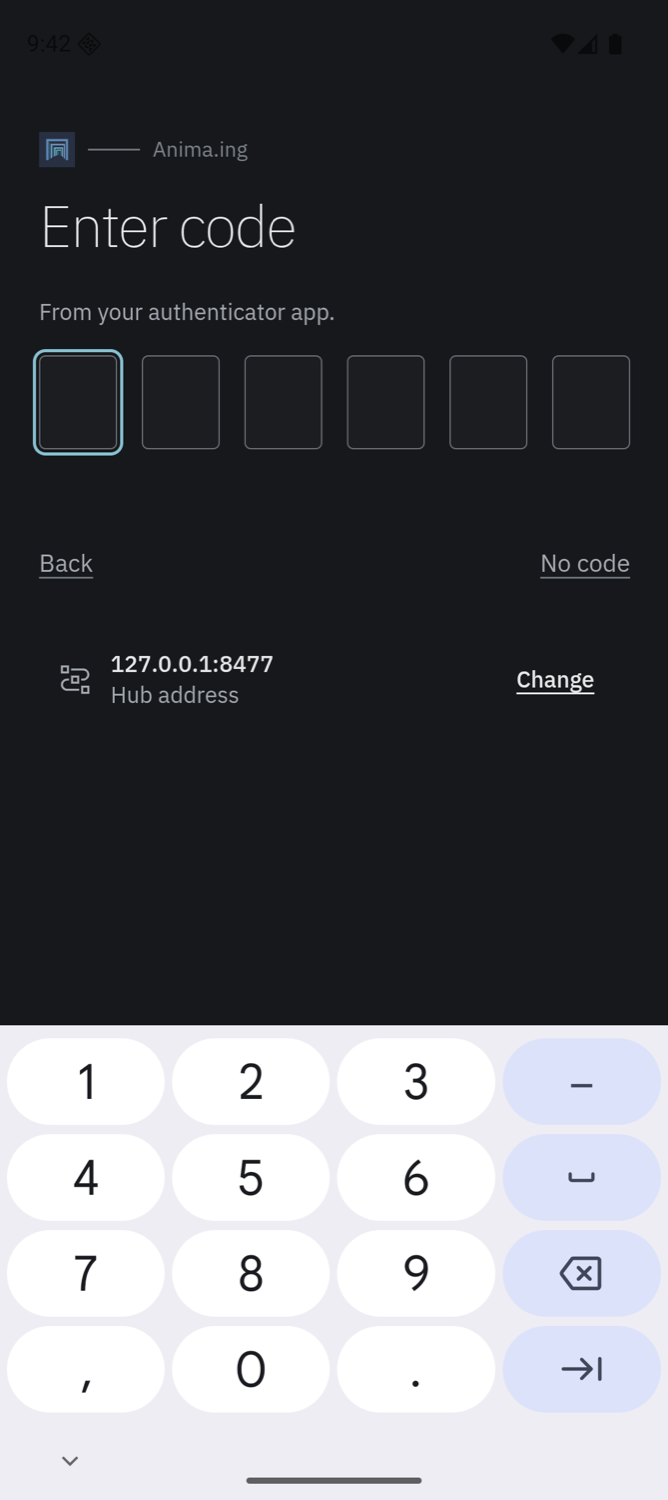 9:42
Anima.ing
Enter code
From your authenticator app.
Back
No code
127.0.0.1:8477
Hub address
Change
1 2 3 –
4 5 6
7 8 9
, 0 .